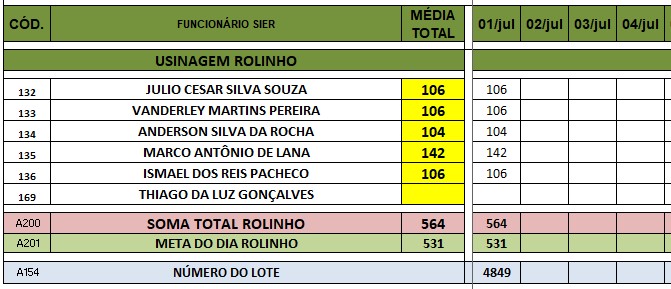 CÓD. FUNCIONÁRIO SIER MÉDIA TOTAL 01/jul 02/jul 03/jul 04/jul
USINAGEM ROLINHO
132 JULIO CESAR SILVA SOUZA 106 106
133 VANDERLEY MARTINS PEREIRA 106 106
134 ANDERSON SILVA DA ROCHA 104 104
135 MARCO ANTÔNIO DE LANA 142 142
136 ISMAEL DOS REIS PACHECO 106 106
169 THIAGO DA LUZ GONÇALVES
A200 SOMA TOTAL ROLINHO 564 564
A201 META DO DIA ROLINHO 531 531
A154 NÚMERO DO LOTE 4849